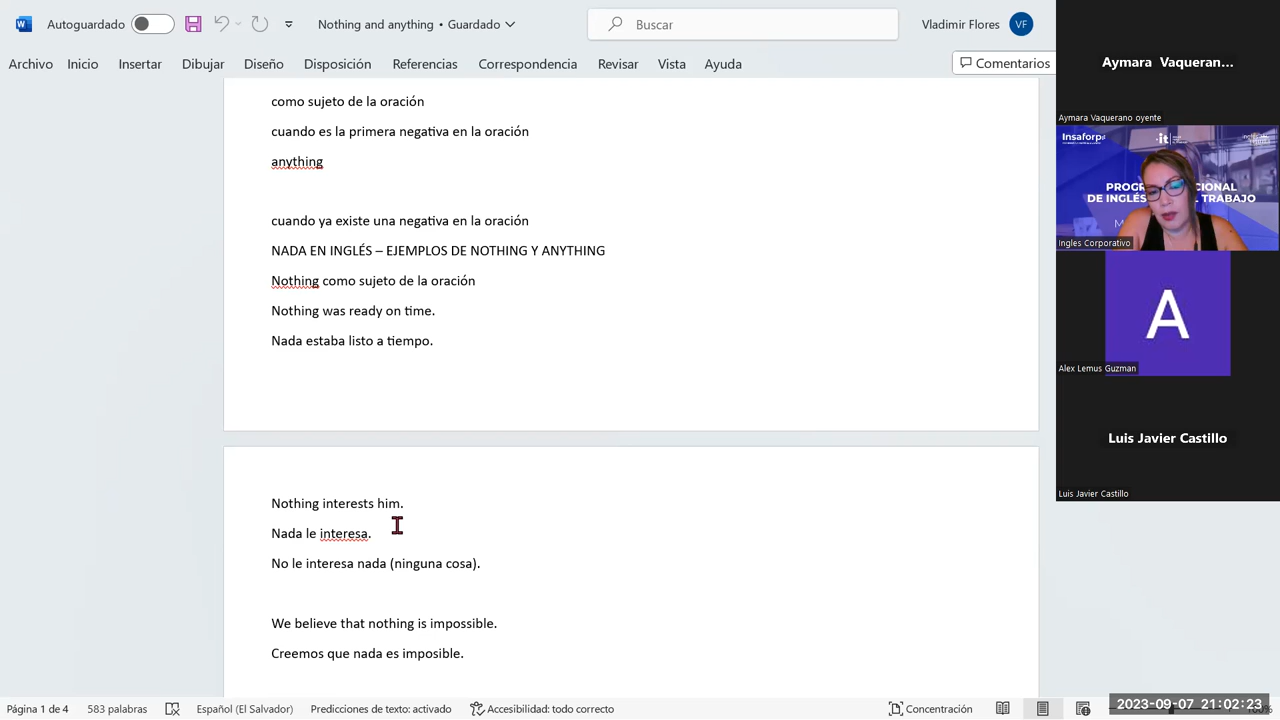 Autoguardado
Nothing and anything • Guardado
Buscar
Vladimir Flores
VF
Archivo
Inicio
Insertar
Dibujar
Diseño
Disposición
Referencias
Correspondencia
Revisar
Vista
Ayuda
Comentarios
como sujeto de la oración
cuando es la primera negativa en la oración
anything
cuando ya existe una negativa en la oración
NADA EN INGLÉS – EJEMPLOS DE NOTHING Y ANYTHING
Nothing como sujeto de la oración
Nothing was ready on time.
Nada estaba listo a tiempo.
Nothing interests him.
Nada le interesa.
No le interesa nada (ninguna cosa).
We believe that nothing is impossible.
Creemos que nada es imposible.
Página 1 de 4
583 palabras
Español (El Salvador)
Predicciones de texto: activado
Accesibilidad: todo correcto
Concentración
Aymara Vaqueran...
Aymara Vaquerano oyente
Insaforp
it
DE INGLÉS
TRABAJO
Ingles Corporativo
A
Alex Lemus Guzman
Luis Javier Castillo
Luis Javier Castillo
2023-09-07 21:02:23